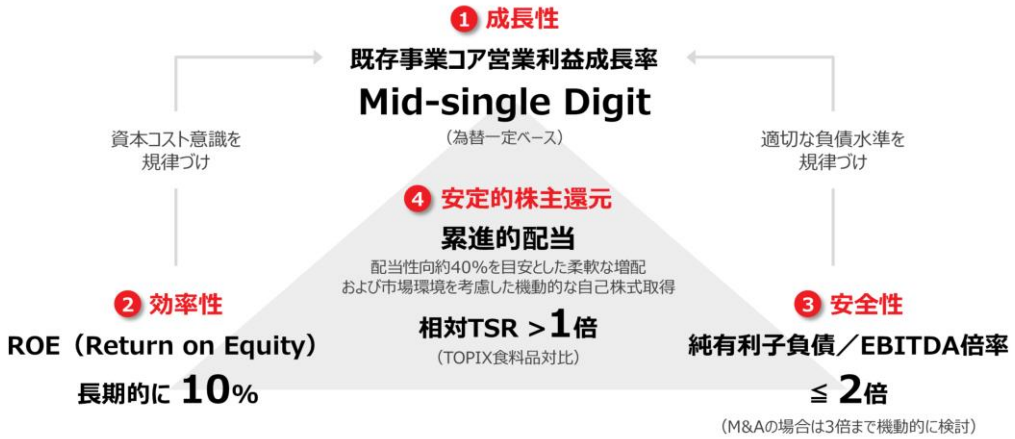 1 成長性
既存事業コア営業利益成長率
Mid-single Digit
（為替一定ベース）
資本コスト意識を
規律づけ
適切な負債水準を
規律づけ
4 安定的株主還元
累進的配当
配当性向約40%を目安とした柔軟な増配
および市場環境を考慮した機動的な自己株式取得
相対TSR >1倍
（TOPIX食料品対比）
2 効率性
ROE（Return on Equity）
長期的に 10%
3 安全性
純有利子負債／EBITDA倍率
≦ 2倍
（M&Aの場合は3倍まで機動的に検討）